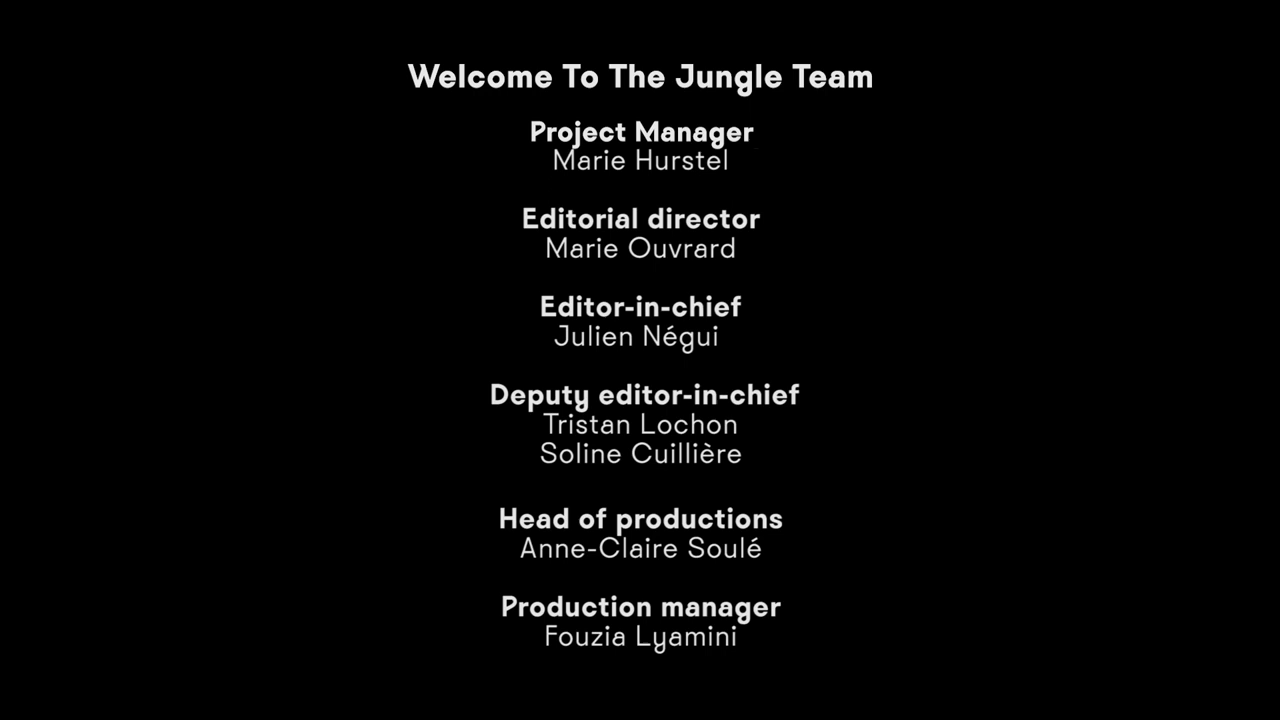 Welcome To The Jungle Team
Project Manager
Marie Hurstel
Editorial director
Marie Ouvrard
Editor-in-chief
Julien Négui
Deputy editor-in-chief
Tristan Lochon
Soline Cuillière
Head of productions
Anne-Claire Soulé
Production manager
Fouzia Lyamini